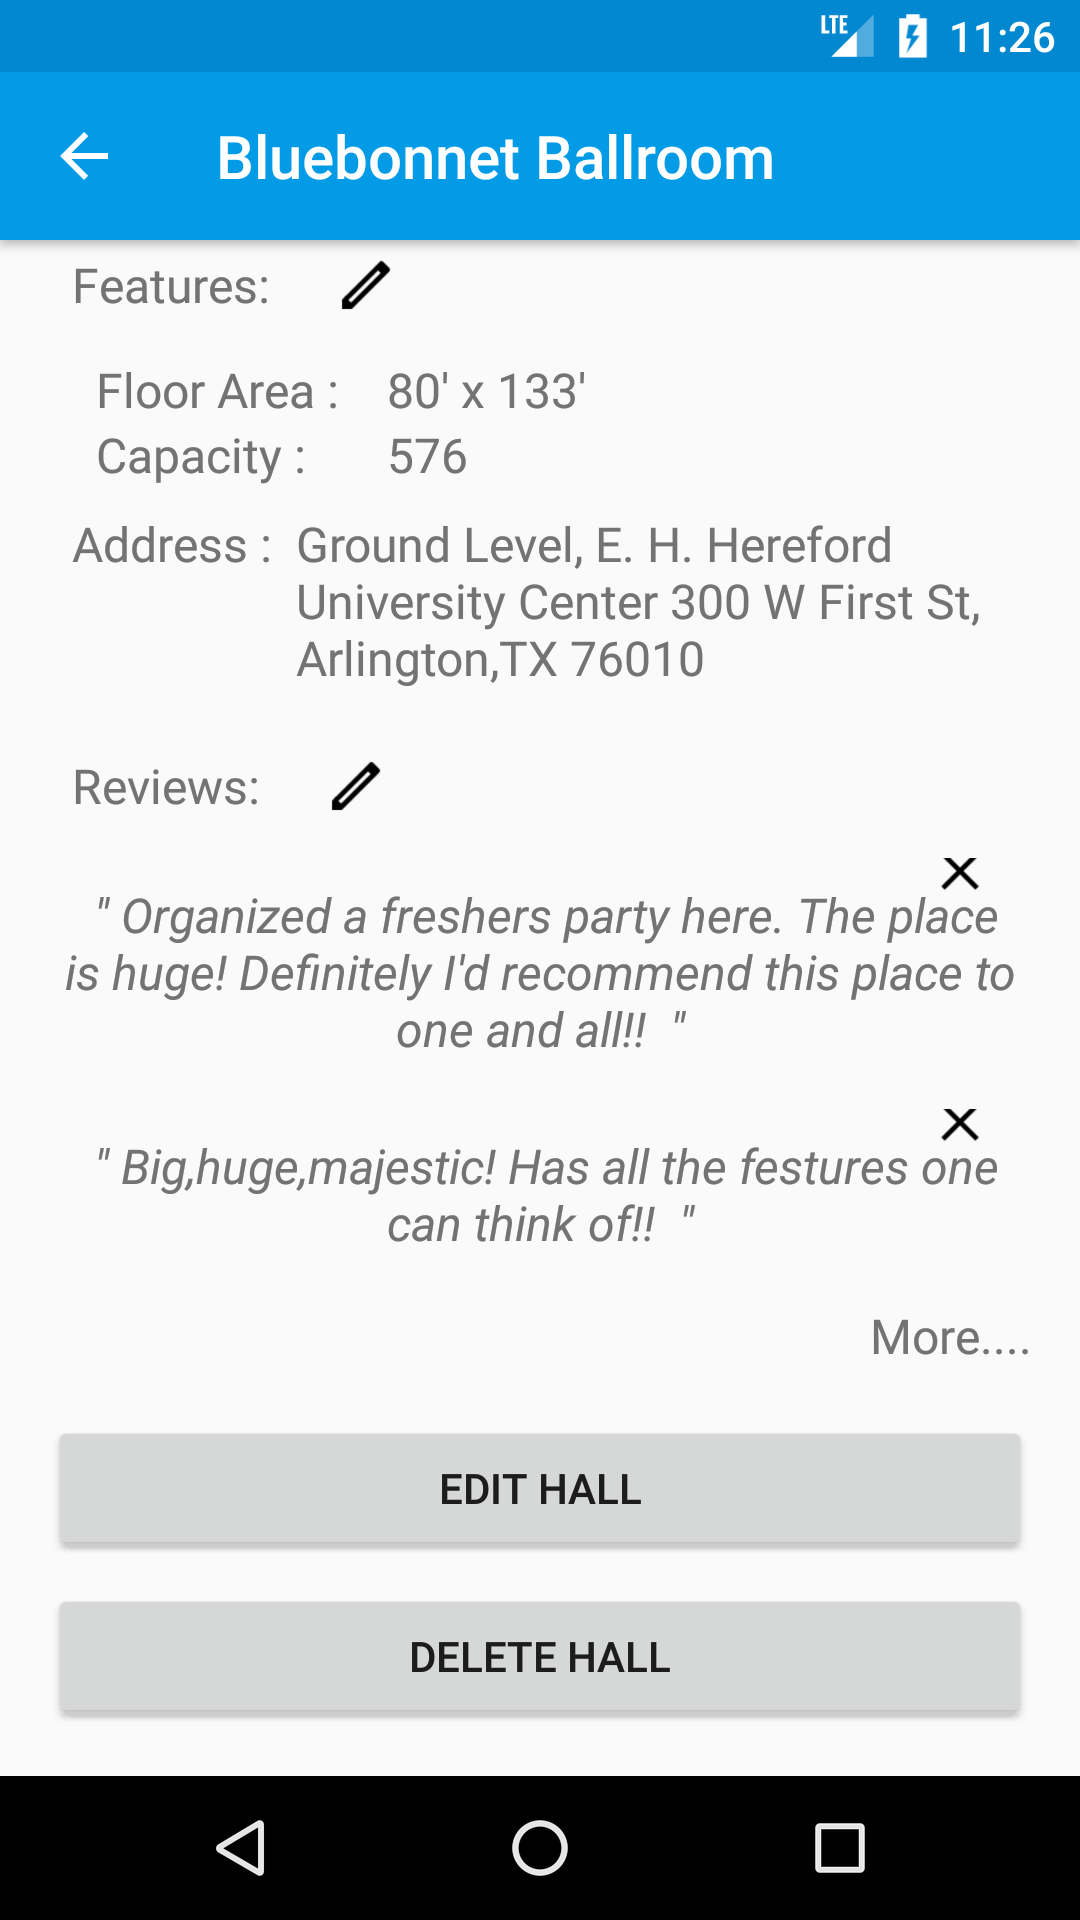 LTE 11:26
Bluebonnet Ballroom
Features:
Floor Area : 80' x 133'
Capacity : 576
Address : Ground Level, E. H. Hereford
University Center 300 W First St,
Arlington,TX 76010
Reviews:
" Organized a freshers party here. The place
is huge! Definitely I'd recommend this place to
one and all!! "
" Big,huge,majestic! Has all the festures one
can think of!! "
More....
EDIT HALL
DELETE HALL